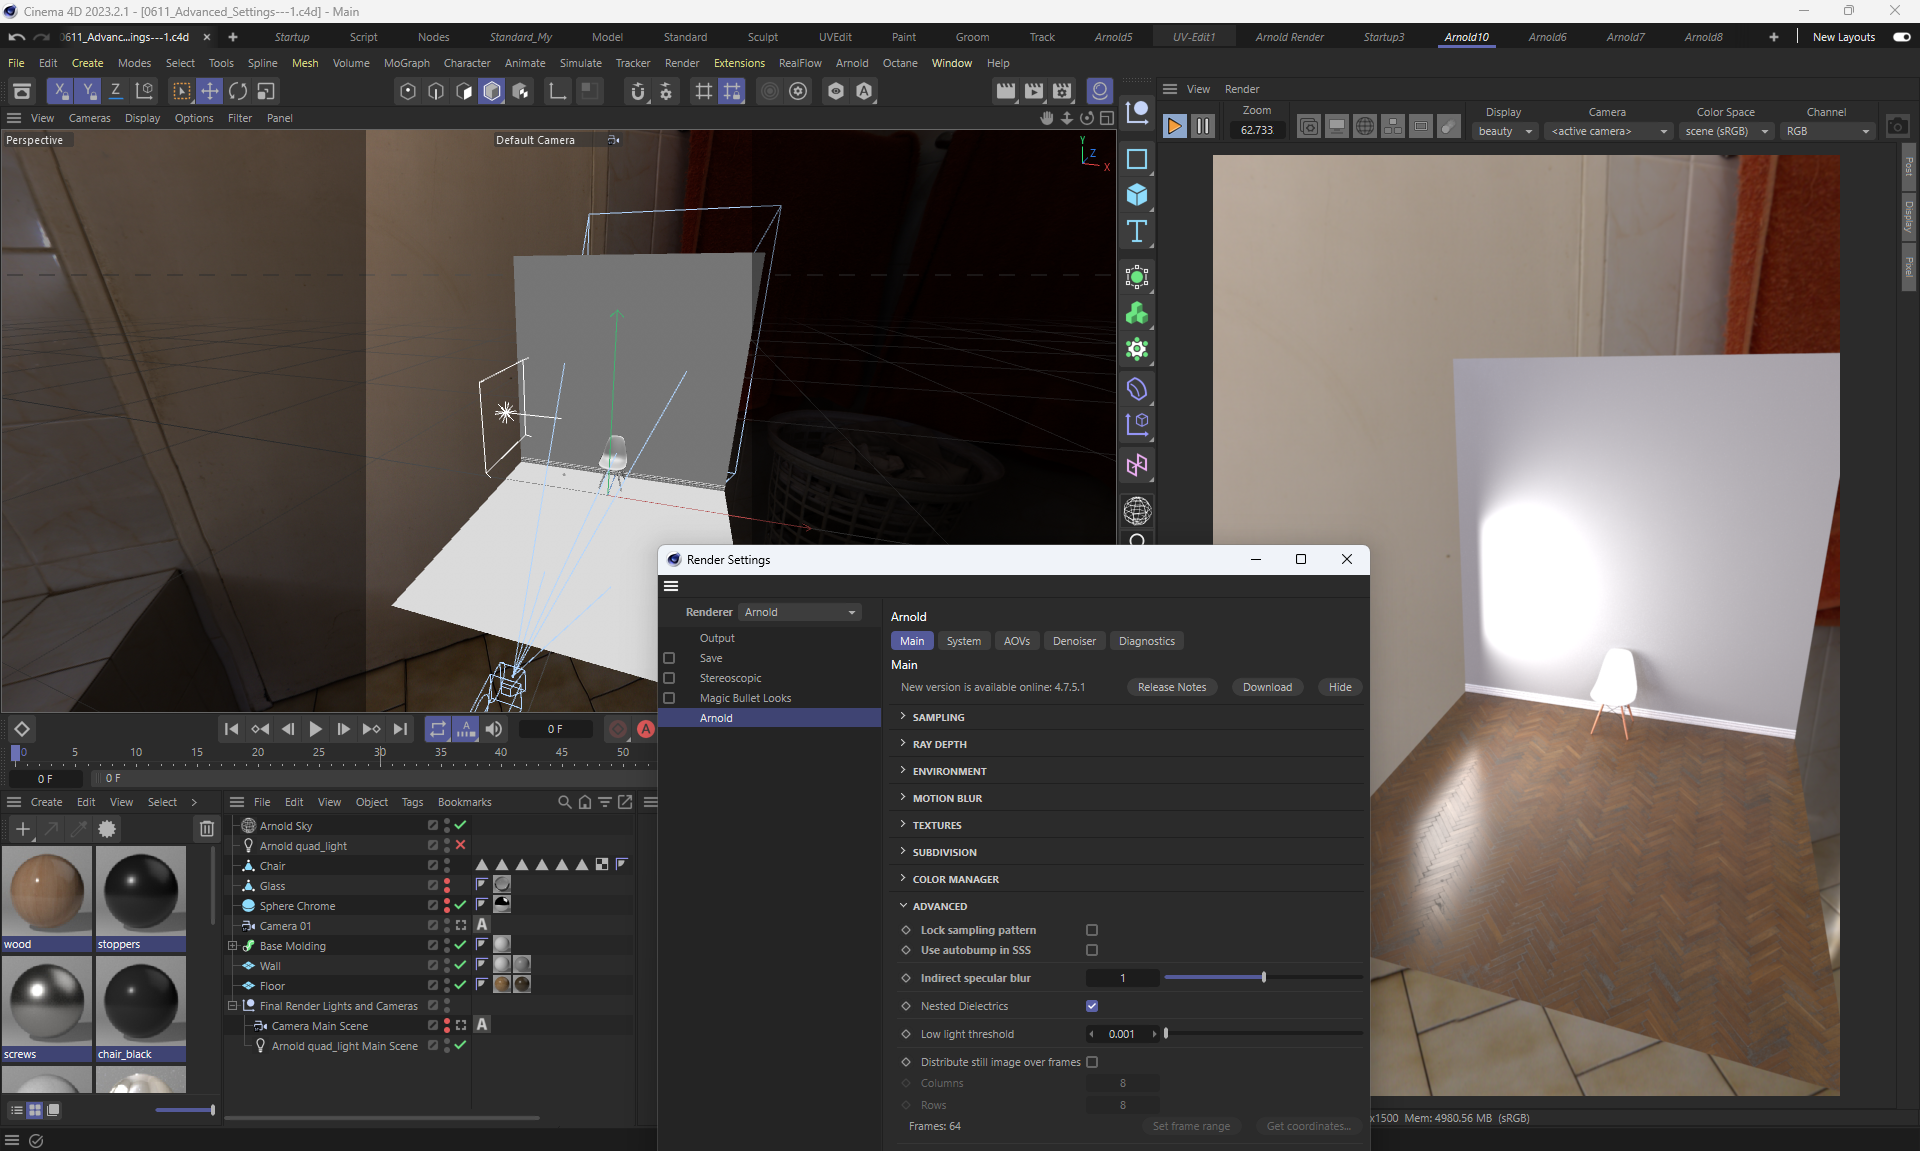 Cinema 4D 2023.2.1 - [0611_Advanced_Settings---1.c4d] - Main
0611_Advanc...ings---1.c4d
Startup Script Nodes Standard_My Model Standard Sculpt UVEdit Paint Groom Track Arnold5 UV-Edit1 Arnold Render Startup3 Arnold10 Arnold6 Arnold7 Arnold8 New Layouts
File Edit Create Modes Select Tools Spline Mesh Volume MoGraph Character Animate Simulate Tracker Render Extensions RealFlow Arnold Octane Window Help
X Y Z
View Render
View Cameras Display Options Filter Panel
Zoom Display Camera Color Space Channel
62.733 beauty <active camera> scene (sRGB) RGB
Perspective
Default Camera
Y
Z
X
Post
Display
Pixel
Render Settings
Renderer Arnold
Output
Save
Stereoscopic
Magic Bullet Looks
Arnold
Arnold
Main System AOVs Denoiser Diagnostics
Main
New version is available online: 4.7.5.1 Release Notes Download Hide
SAMPLING
RAY DEPTH
ENVIRONMENT
MOTION BLUR
TEXTURES
SUBDIVISION
COLOR MANAGER
ADVANCED
Lock sampling pattern
Use autobump in SSS
Indirect specular blur 1
Nested Dielectrics
Low light threshold 0.001
Distribute still image over frames
Columns 8
Rows 8
Frames: 64 Set frame range Get coordinates...
0 F
0 5 10 15 20 25 30 35 40 45 50
0 F 0 F
Create Edit View Select
File Edit View Object Tags Bookmarks
wood
stoppers
screws
chair_black
Arnold Sky
Arnold quad_light
Chair
Glass
Sphere Chrome
Camera 01
Base Molding
Wall
Floor
Final Render Lights and Cameras
Camera Main Scene
Arnold quad_light Main Scene
x1500 Mem: 4980.56 MB (sRGB)